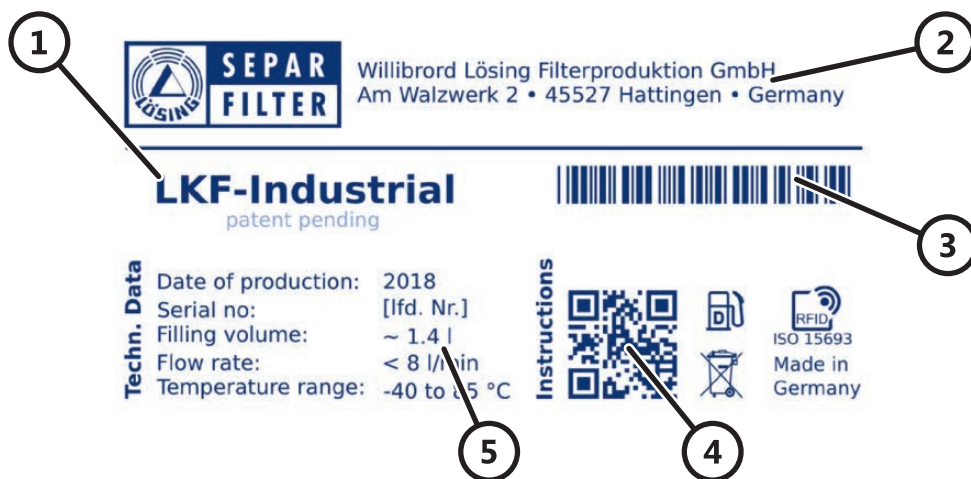 1
2
SEPAR
FILTER
LÖSING
Willibrord Lösing Filterproduktion GmbH
Am Walzwerk 2 • 45527 Hattingen • Germany
LKF-Industrial
patent pending
3
Techn. Data
Date of production: 2018
Serial no: [lfd. Nr.]
Filling volume: ~ 1.4 l
Flow rate: < 8 l/min
Temperature range: -40 to 85 °C
Instructions
D
RFID
ISO 15693
Made in
Germany
5
4